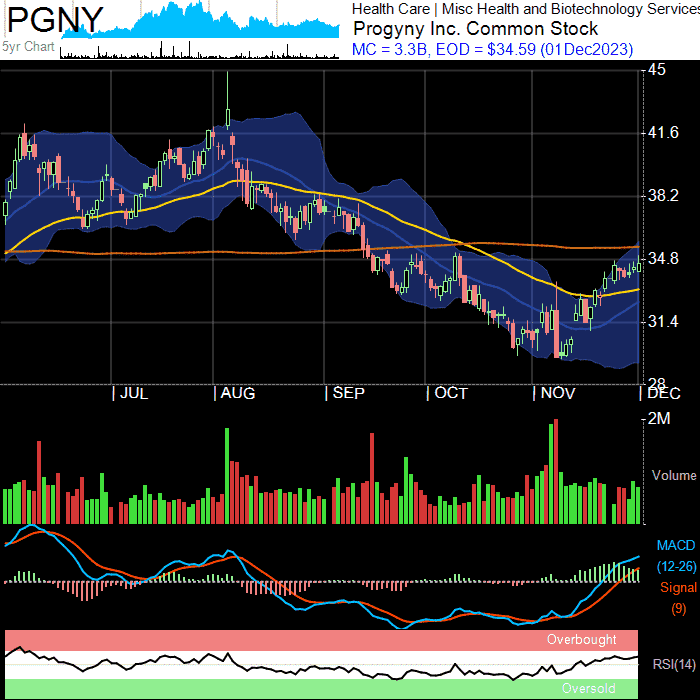 PGNY
5yr Chart
Health Care | Misc Health and Biotechnology Services
Progyny Inc. Common Stock
MC = 3.3B, EOD = $34.59 (01Dec2023)
45
41.6
38.2
34.8
31.4
28
| JUL | AUG | SEP | OCT | NOV | DEC
2M
Volume
MACD
(12-26)
Signal
(9)
Overbought
RSI(14)
Oversold